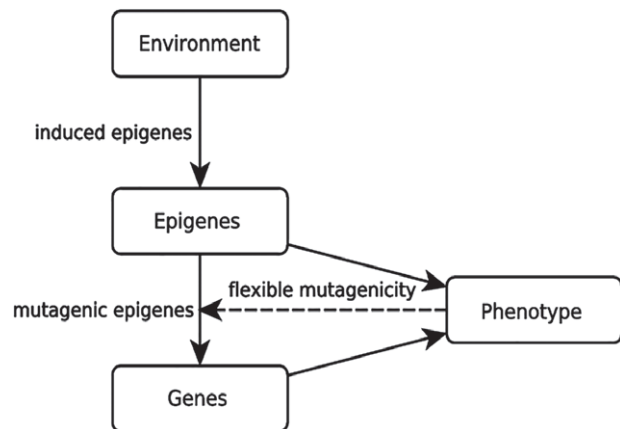 Environment
induced epigenes
Epigenes
flexible mutagenicity
mutagenic epigenes
Phenotype
Genes